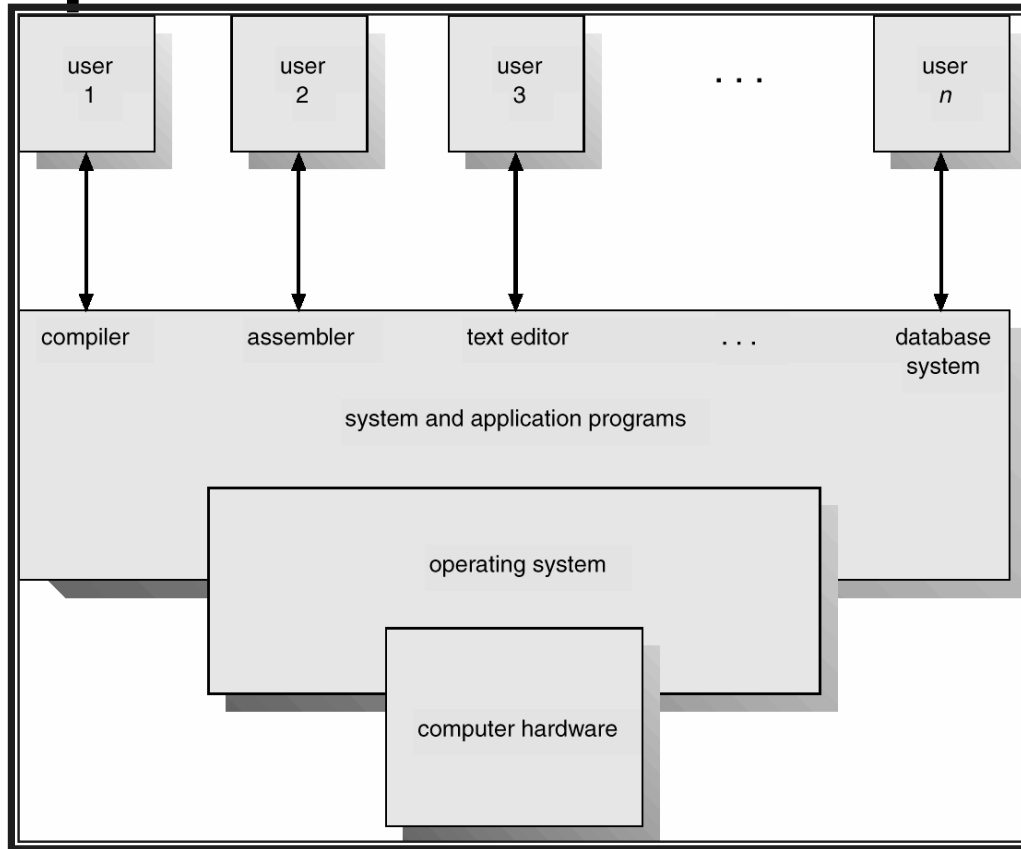 user
1
user
2
user
3
. . .
user
n
compiler
assembler
text editor
. . .
database
system
system and application programs
operating system
computer hardware